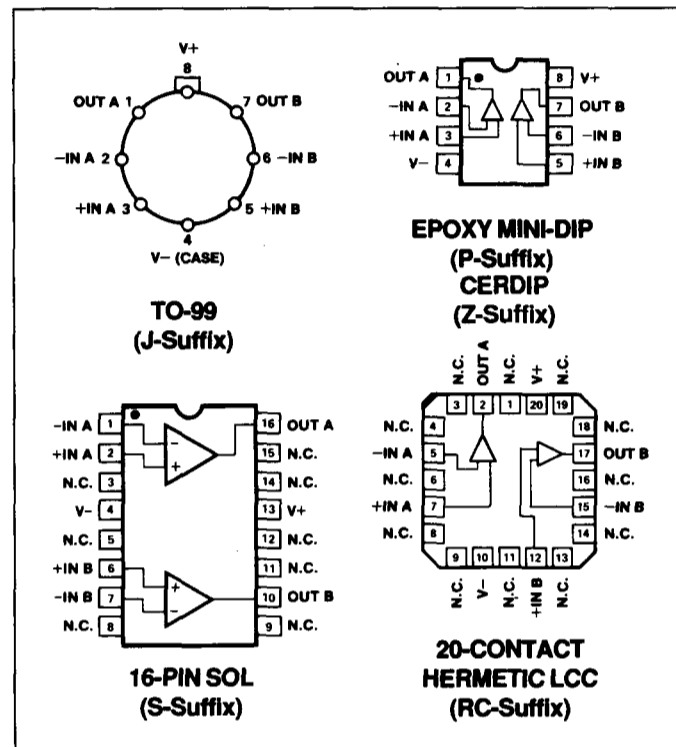 V+
8
OUT A 1
7 OUT B
−IN A 2
6 −IN B
+IN A 3
5 +IN B
4
V− (CASE)
TO-99
(J-Suffix)
OUT A 1
8 V+
−IN A 2
7 OUT B
+IN A 3
6 −IN B
V− 4
5 +IN B
EPOXY MINI-DIP
(P-Suffix)
CERDIP
(Z-Suffix)
−IN A 1
16 OUT A
+IN A 2
15 N.C.
N.C. 3
14 N.C.
V− 4
13 V+
N.C. 5
12 N.C.
+IN B 6
11 N.C.
−IN B 7
10 OUT B
N.C. 8
9 N.C.
−
+
+
−
16-PIN SOL
(S-Suffix)
N.C. OUT A N.C. V+ N.C.
3 2 1 20 19
N.C. 4
18 N.C.
−IN A 5
17 OUT B
N.C. 6
16 N.C.
+IN A 7
15 −IN B
N.C. 8
14 N.C.
9 10 11 12 13
N.C. V− N.C. +IN B N.C.
20-CONTACT
HERMETIC LCC
(RC-Suffix)